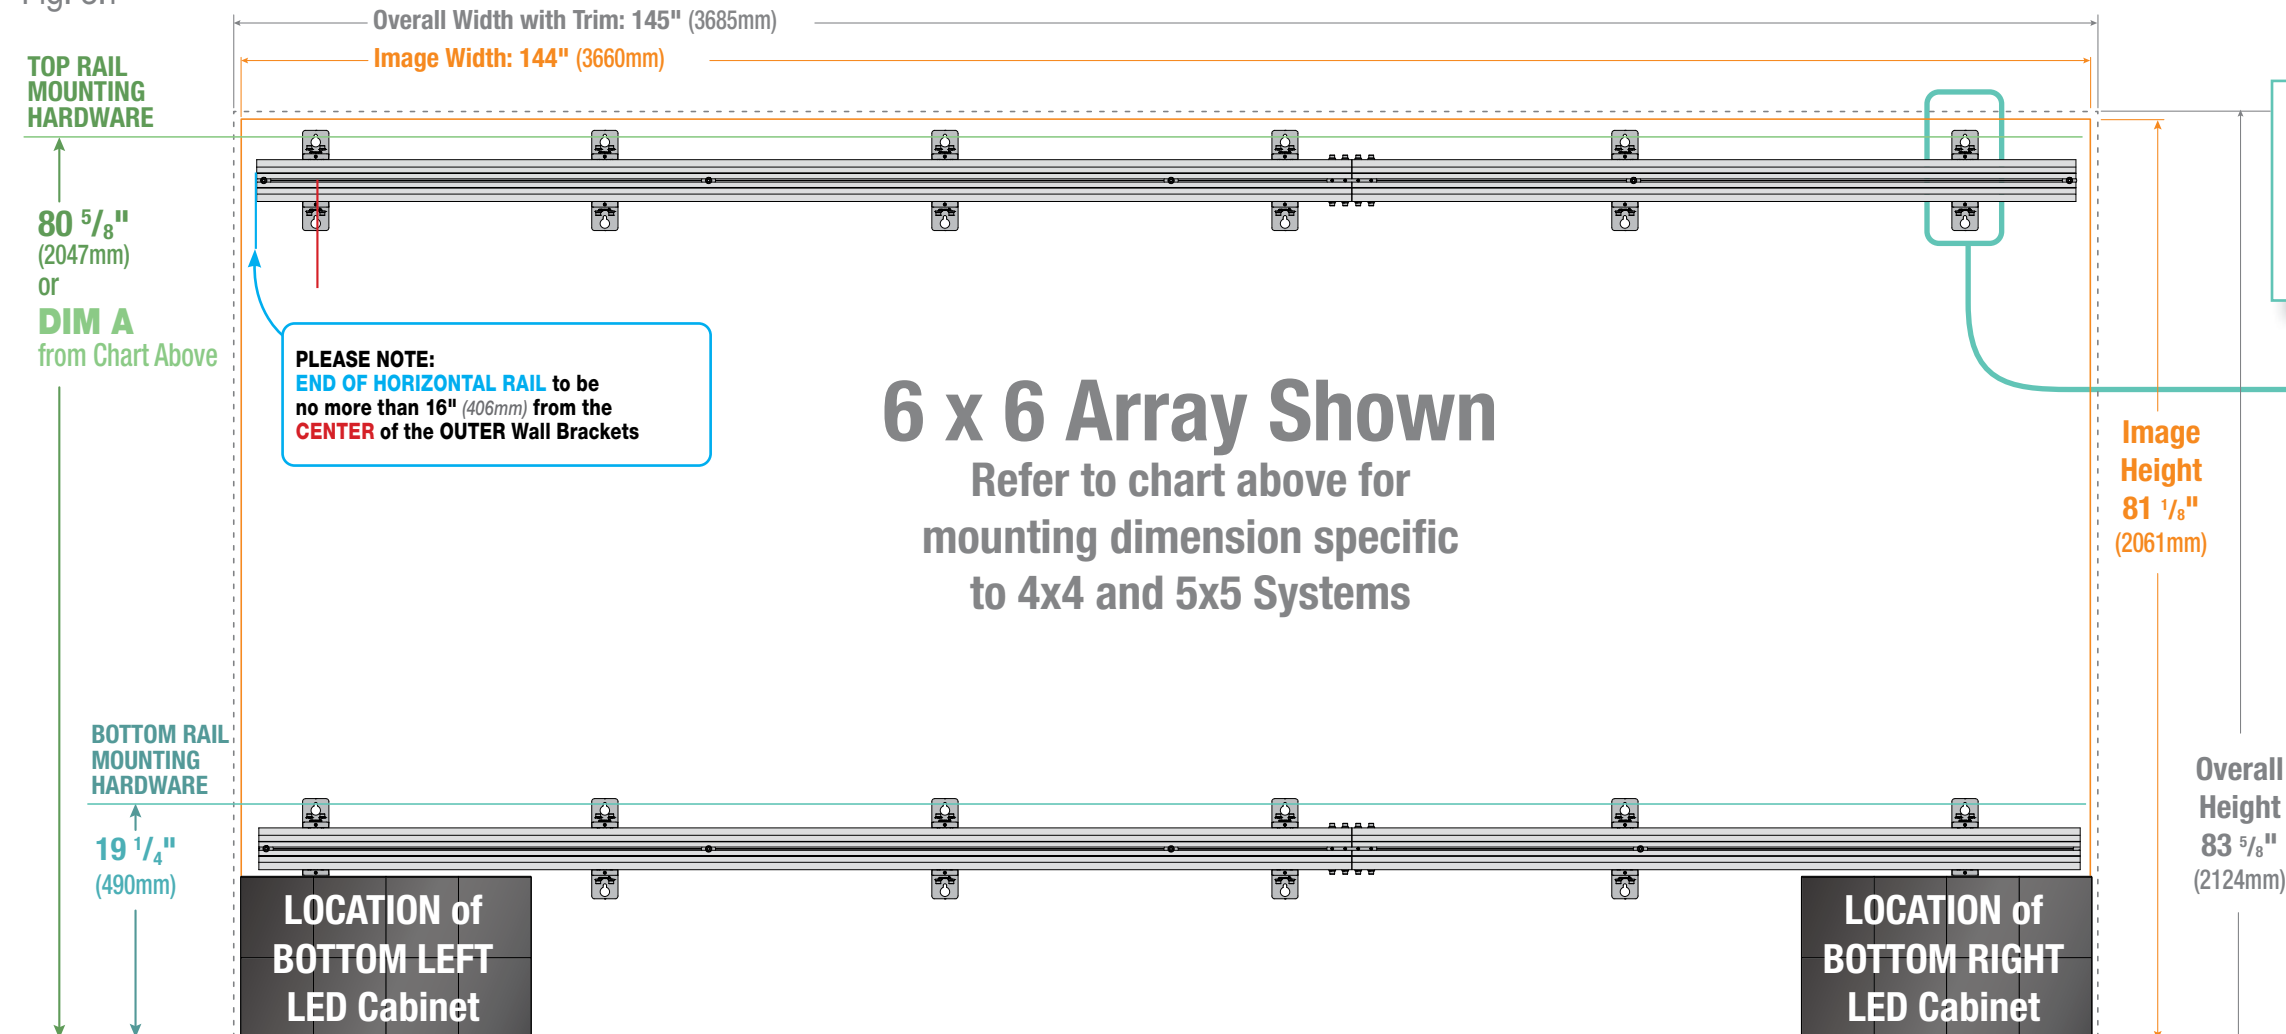 Overall Width with Trim: 145" (3685mm)
Image Width: 144" (3660mm)
TOP RAIL
MOUNTING
HARDWARE
80 5/8"
(2047mm)
or
DIM A
from Chart Above
PLEASE NOTE:
END OF HORIZONTAL RAIL to be
no more than 16" (406mm) from the
CENTER of the OUTER Wall Brackets
6 x 6 Array Shown
Refer to chart above for
mounting dimension specific
to 4x4 and 5x5 Systems
Image
Height
81 1/8"
(2061mm)
BOTTOM RAIL
MOUNTING
HARDWARE
19 1/4"
(490mm)
Overall
Height
83 5/8"
(2124mm)
LOCATION of
BOTTOM LEFT
LED Cabinet
LOCATION of
BOTTOM RIGHT
LED Cabinet